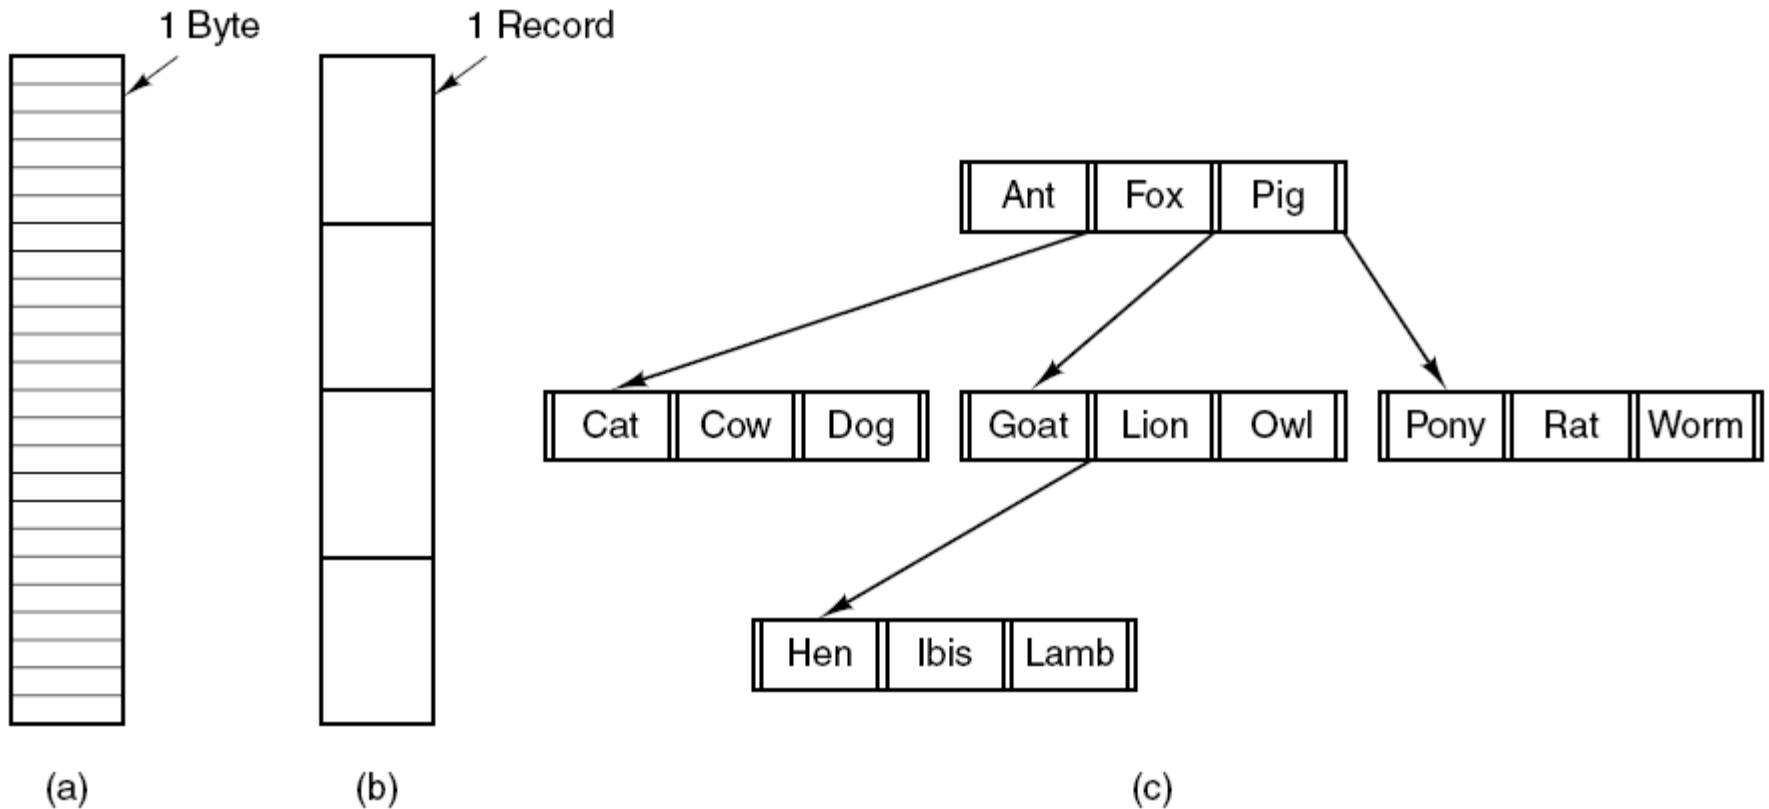 1 Byte
1 Record
Ant Fox Pig
Cat Cow Dog
Goat Lion Owl
Pony Rat Worm
Hen Ibis Lamb
(a)
(b)
(c)